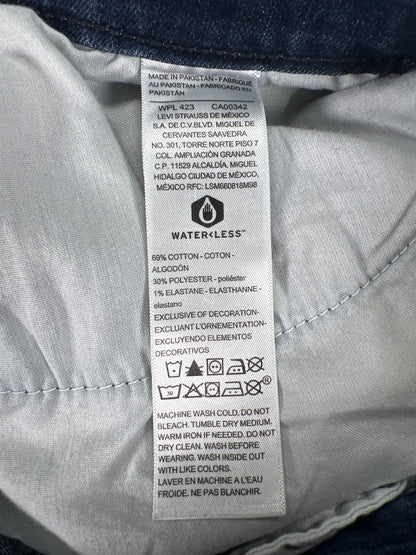 MADE IN PAKISTAN - FABRIQUÉ
AU PAKISTAN - FABRICADO EN
PAKISTÁN
WPL 423 CA00342
LEVI STRAUSS DE MÉXICO
S.A. DE C.V.BLVD. MIGUEL DE
CERVANTES SAAVEDRA
NO. 301, TORRE NORTE PISO 7
COL. AMPLIACIÓN GRANADA
C.P. 11529 ALCALDÍA. MIGUEL
HIDALGO CIUDAD DE MÉXICO,
MÉXICO RFC: LSM660818M98
WATER<LESS™
69% COTTON - COTON -
ALGODÓN
30% POLYESTER - poliéster
1% ELASTANE - ELASTHANNE -
elastano
EXCLUSIVE OF DECORATION-
EXCLUANT L'ORNEMENTATION-
EXCLUYENDO ELEMENTOS
DECORATIVOS
30 ®
MACHINE WASH COLD. DO NOT
BLEACH. TUMBLE DRY MEDIUM.
WARM IRON IF NEEDED. DO NOT
DRY CLEAN. WASH BEFORE
WEARING. WASH INSIDE OUT
WITH LIKE COLORS.
LAVER EN MACHINE A L'EAU
FROIDE. NE PAS BLANCHIR.